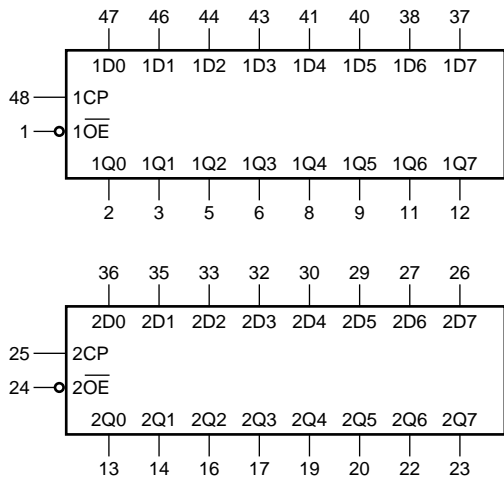 47 46 44 43 41 40 38 37
1D0 1D1 1D2 1D3 1D4 1D5 1D6 1D7
48 1CP
1 1O̅E̅
1Q0 1Q1 1Q2 1Q3 1Q4 1Q5 1Q6 1Q7
2 3 5 6 8 9 11 12
36 35 33 32 30 29 27 26
2D0 2D1 2D2 2D3 2D4 2D5 2D6 2D7
25 2CP
24 2O̅E̅
2Q0 2Q1 2Q2 2Q3 2Q4 2Q5 2Q6 2Q7
13 14 16 17 19 20 22 23